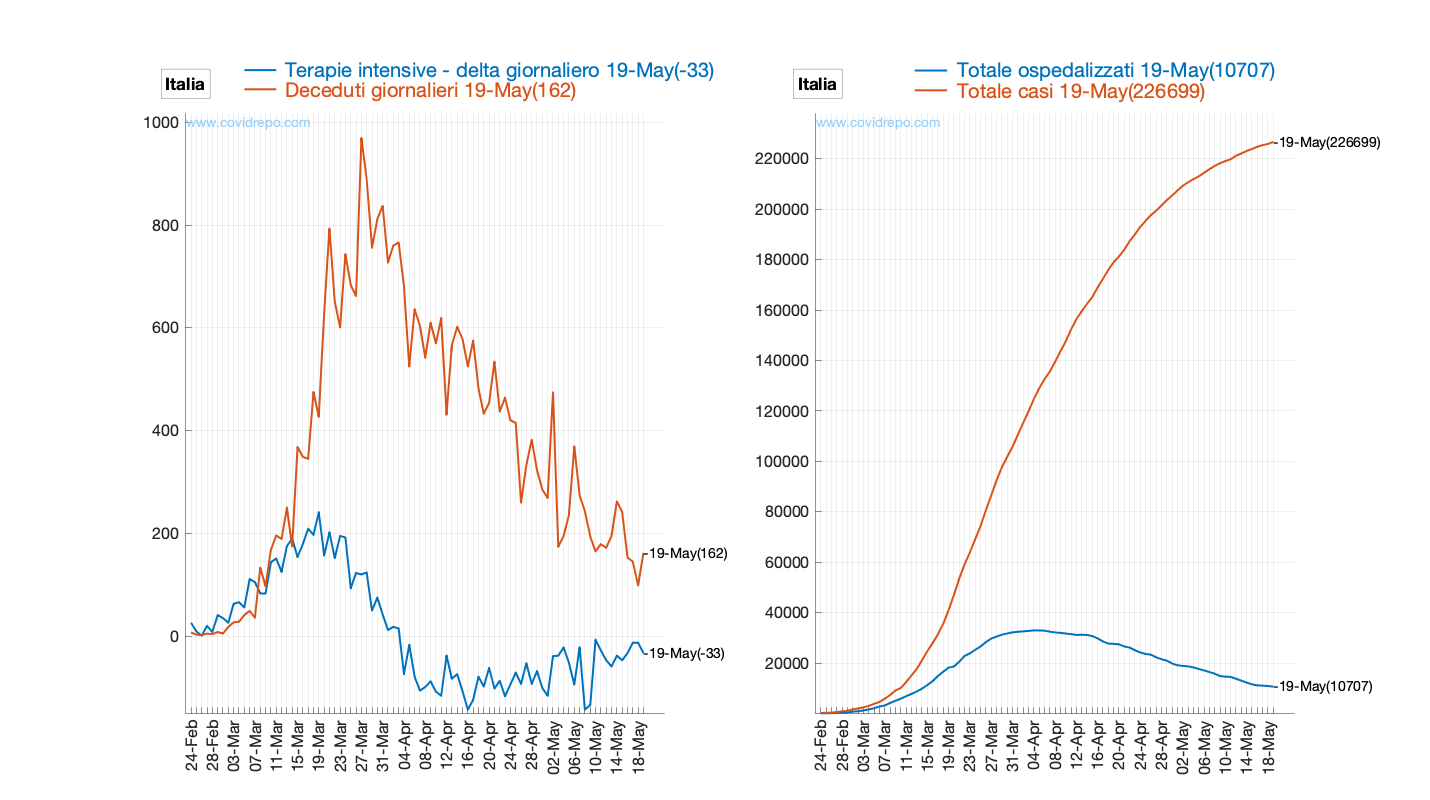 Italia
Terapie intensive - delta giornaliero 19-May(-33)
Deceduti giornalieri 19-May(162)
www.covidrepo.com
1000
800
600
400
200
0
19-May(162)
19-May(-33)
24-Feb
28-Feb
03-Mar
07-Mar
11-Mar
15-Mar
19-Mar
23-Mar
27-Mar
31-Mar
04-Apr
08-Apr
12-Apr
16-Apr
20-Apr
24-Apr
28-Apr
02-May
06-May
10-May
14-May
18-May
Italia
Totale ospedalizzati 19-May(10707)
Totale casi 19-May(226699)
www.covidrepo.com
220000
200000
180000
160000
140000
120000
100000
80000
60000
40000
20000
19-May(226699)
19-May(10707)
24-Feb
28-Feb
03-Mar
07-Mar
11-Mar
15-Mar
19-Mar
23-Mar
27-Mar
31-Mar
04-Apr
08-Apr
12-Apr
16-Apr
20-Apr
24-Apr
28-Apr
02-May
06-May
10-May
14-May
18-May